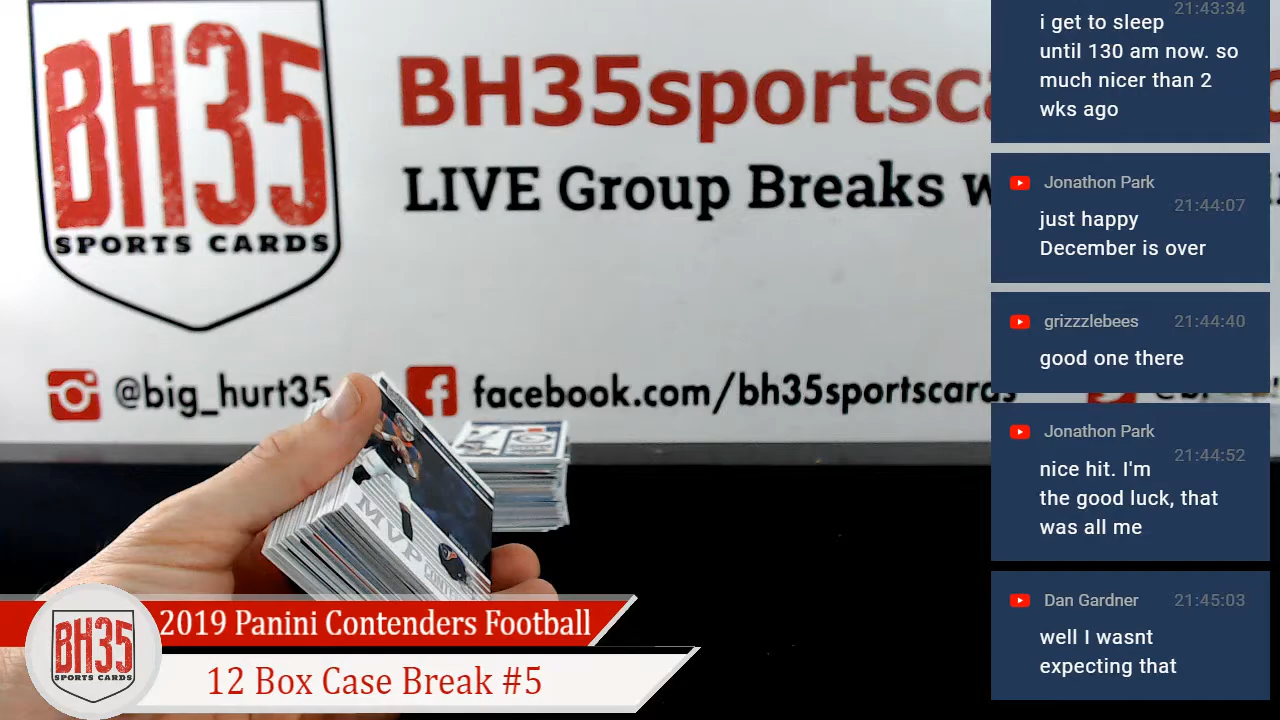 BH35
SPORTS CARDS
BH35sportsca
LIVE Group Breaks w
@big_hurt35
facebook.com/bh35sportscards
MVP
2019 Panini Contenders Football
12 Box Case Break #5
BH35
SPORTS CARDS
21:43:34
i get to sleep
until 130 am now. so
much nicer than 2
wks ago
Jonathon Park
21:44:07
just happy
December is over
grizzzlebees 21:44:40
good one there
Jonathon Park
21:44:52
nice hit. I'm
the good luck, that
was all me
Dan Gardner 21:45:03
well I wasnt
expecting that